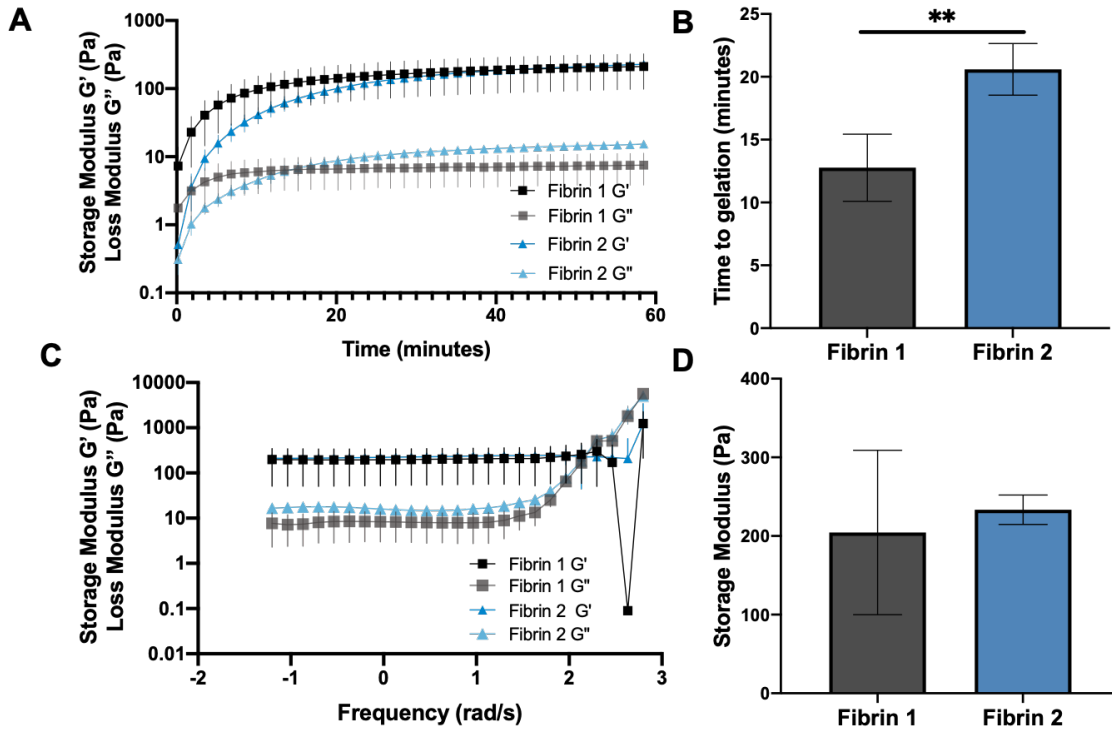 A
Storage Modulus G' (Pa)
Loss Modulus G'' (Pa)
1000
100
10
1
0.1
0
20
40
60
Time (minutes)
Fibrin 1 G'
Fibrin 1 G"
Fibrin 2 G'
Fibrin 2 G"
B
**
Time to gelation (minutes)
25
20
15
10
5
0
Fibrin 1
Fibrin 2
C
Storage Modulus G' (Pa)
Loss Modulus G'' (Pa)
10000
1000
100
10
1
0.1
0.01
-2
-1
0
1
2
3
Frequency (rad/s)
Fibrin 1 G'
Fibrin 1 G"
Fibrin 2 G'
Fibrin 2 G"
D
Storage Modulus (Pa)
400
300
200
100
0
Fibrin 1
Fibrin 2